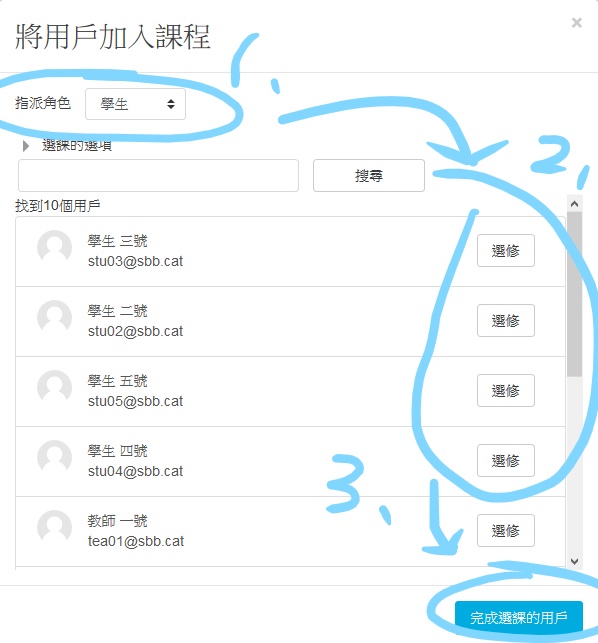 將用戶加入課程
×
1、
指派角色 學生
選課的選項
2、
搜尋
找到10個用戶
學生 三號
stu03@sbb.cat
選修
學生 二號
stu02@sbb.cat
選修
學生 五號
stu05@sbb.cat
選修
學生 四號
stu04@sbb.cat
選修
3、
教師 一號
tea01@sbb.cat
選修
完成選課的用戶